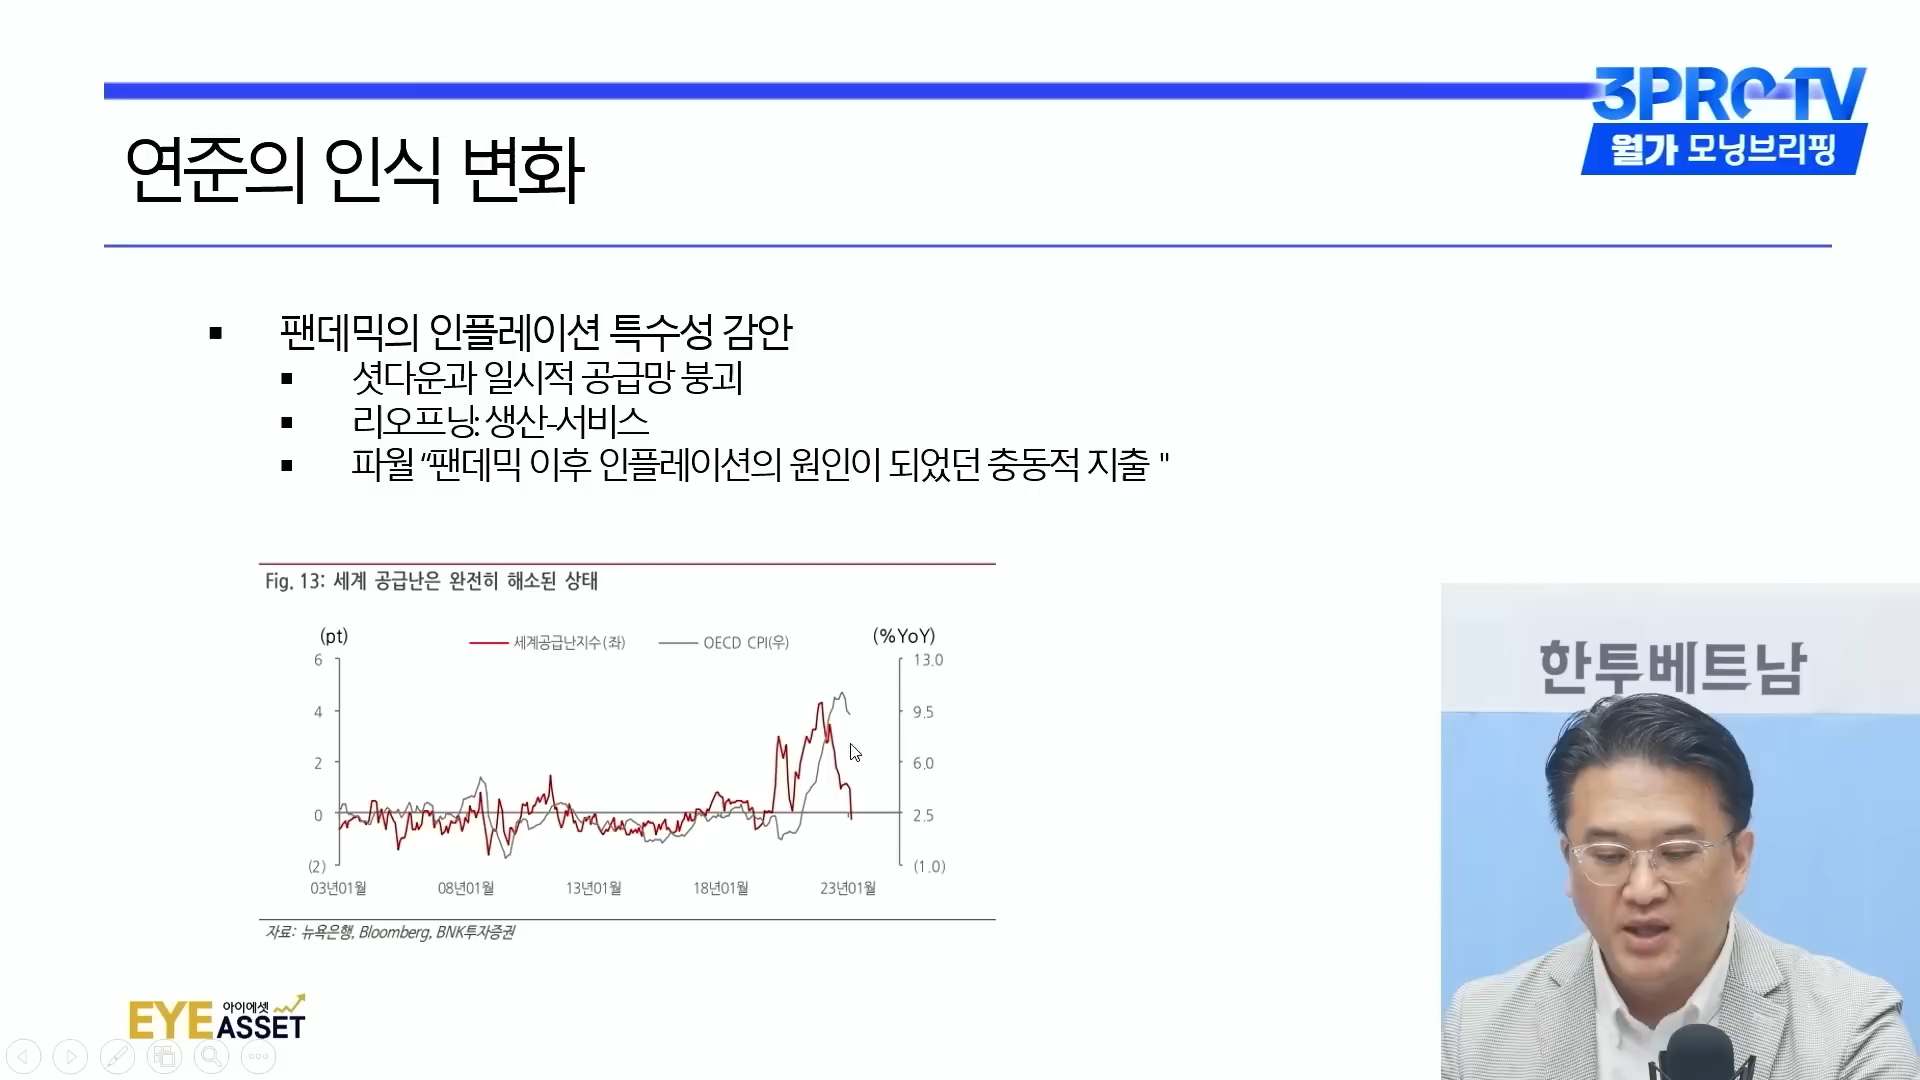 3PROTV
월가 모닝브리핑
연준의 인식 변화
▪ 팬데믹의 인플레이션 특수성 감안
▪ 셧다운과 일시적 공급망 붕괴
▪ 리오프닝: 생산-서비스
▪ 파월 “팬데믹 이후 인플레이션의 원인이 되었던 충동적 지출 "
Fig. 13: 세계 공급난은 완전히 해소된 상태
(pt) 세계공급난지수(좌) OECD CPI(우) (%YoY)
6 13.0
4 9.5
2 6.0
0 2.5
(2) (1.0)
03년01월 08년01월 13년01월 18년01월 23년01월
자료: 뉴욕은행, Bloomberg, BNK투자증권
한투베트남
EYE 아이에셋 ASSET